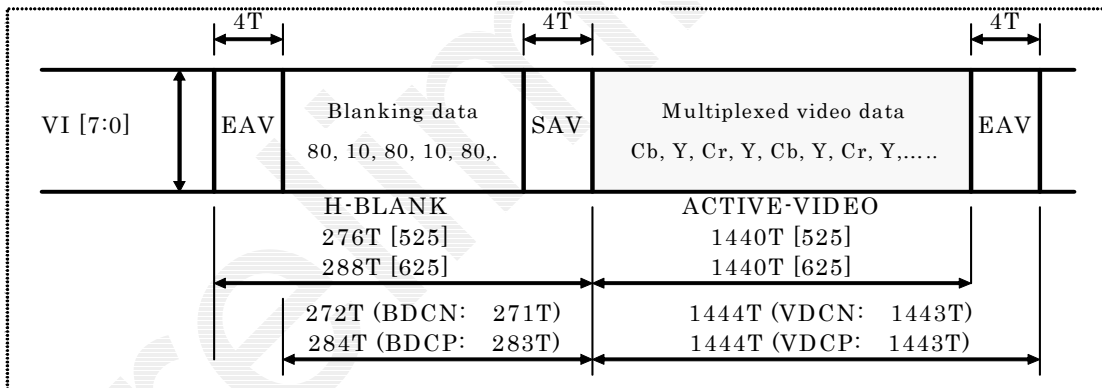 4T 4T 4T
VI [7:0] EAV Blanking data SAV Multiplexed video data EAV
80, 10, 80, 10, 80,. Cb, Y, Cr, Y, Cb, Y, Cr, Y,.....
H-BLANK ACTIVE-VIDEO
276T [525] 1440T [525]
288T [625] 1440T [625]
272T (BDCN: 271T) 1444T (VDCN: 1443T)
284T (BDCP: 283T) 1444T (VDCP: 1443T)